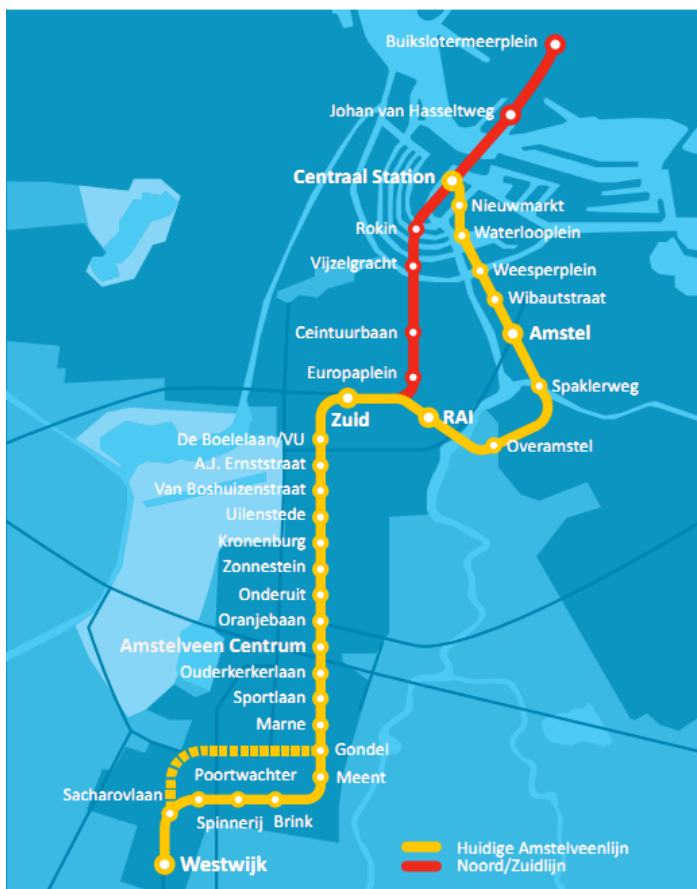 Buikslotermeerplein
Johan van Hasseltweg
Centraal Station
Nieuwmarkt
Rokin
Waterlooplein
Vijzelgracht
Weesperplein
Wibautstraat
Ceintuurbaan
Amstel
Europaplein
Spaklerweg
Zuid
RAI
De Boelelaan/VU
Overamstel
A.J. Ernststraat
Van Boshuizenstraat
Uilenstede
Kronenburg
Zonnestein
Onderuit
Oranjebaan
Amstelveen Centrum
Ouderkerkerlaan
Sportlaan
Marne
Gondel
Poortwachter
Meent
Sacharovlaan
Spinnerij
Brink
Westwijk
Huidige Amstelveenlijn
Noord/Zuidlijn